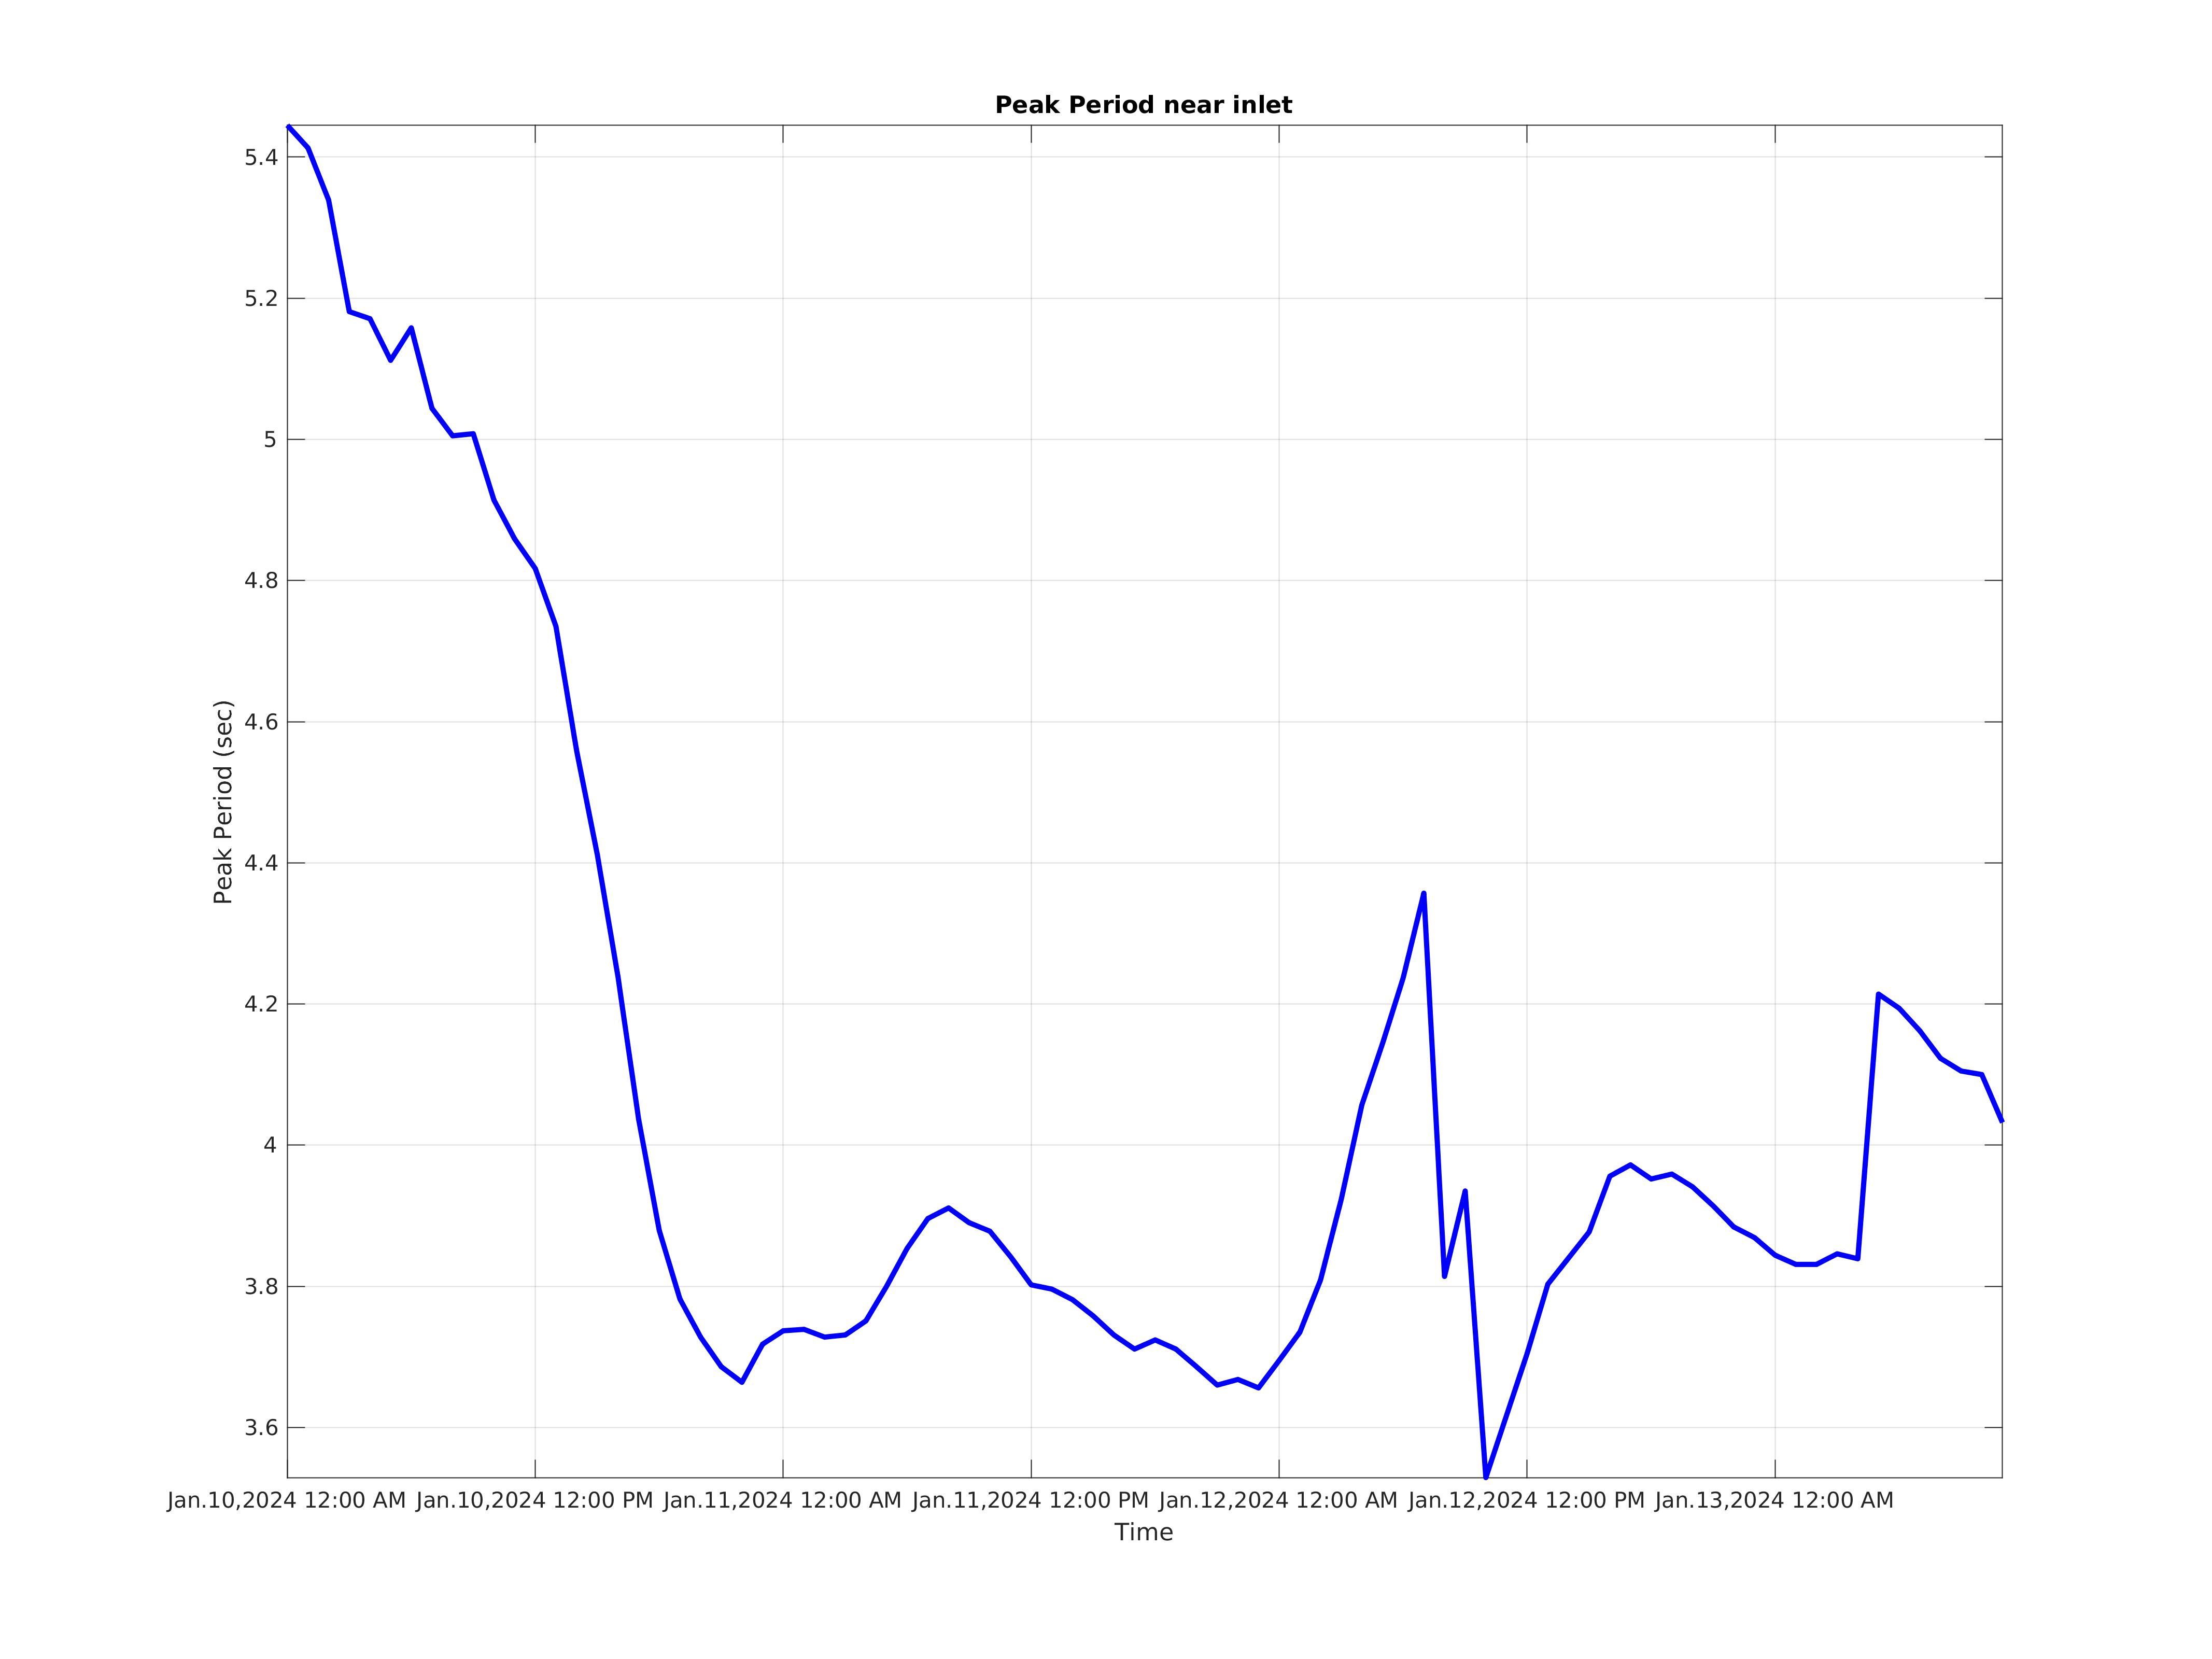 Peak Period near inlet
5.4
5.2
5
4.8
4.6
4.4
4.2
4
3.8
3.6
Peak Period (sec)
Jan.10,2024 12:00 AM Jan.10,2024 12:00 PM Jan.11,2024 12:00 AM Jan.11,2024 12:00 PM Jan.12,2024 12:00 AM Jan.12,2024 12:00 PM Jan.13,2024 12:00 AM
Time